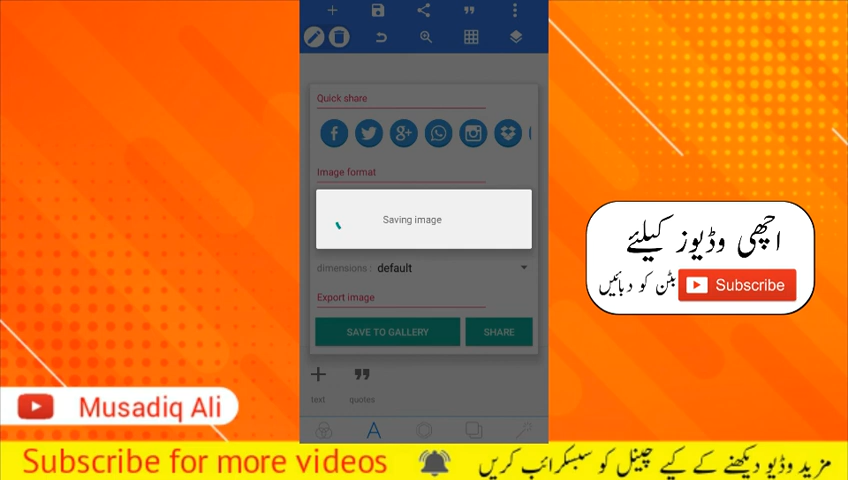 Quick share
Image format
Saving image
dimensions : default
Export image
SAVE TO GALLERY SHARE
text quotes
A
اچھی وڈیوز کیلئے
بٹن کو دبائیں Subscribe
Musadiq Ali
Subscribe for more videos مزید وڈیو دیکھنے کے کیے چینل کو سبسکرائب کریں